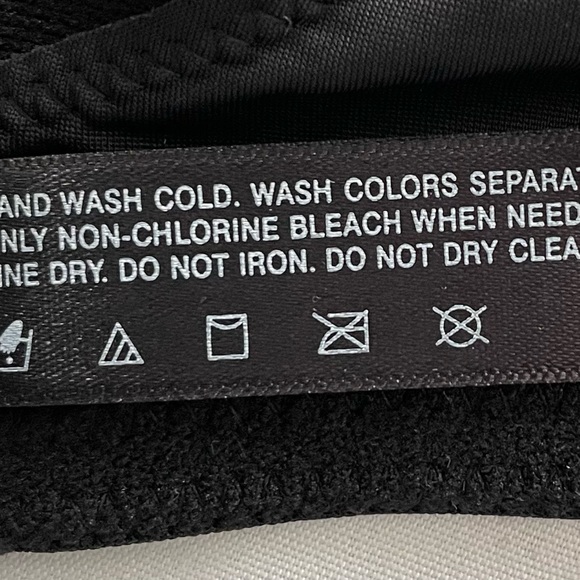 AND WASH COLD. WASH COLORS SEPARAT
NLY NON-CHLORINE BLEACH WHEN NEED
INE DRY. DO NOT IRON. DO NOT DRY CLEA